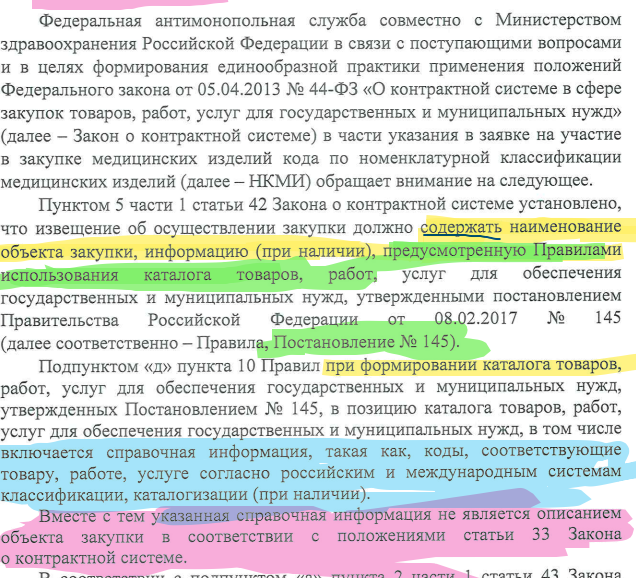 Федеральная антимонопольная служба совместно с Министерством
здравоохранения Российской Федерации в связи с поступающими вопросами
и в целях формирования единообразной практики применения положений
Федерального закона от 05.04.2013 № 44-ФЗ «О контрактной системе в сфере
закупок товаров, работ, услуг для государственных и муниципальных нужд»
(далее – Закон о контрактной системе) в части указания в заявке на участие
в закупке медицинских изделий кода по номенклатурной классификации
медицинских изделий (далее – НКМИ) обращает внимание на следующее.
Пунктом 5 части 1 статьи 42 Закона о контрактной системе установлено,
что извещение об осуществлении закупки должно содержать наименование
объекта закупки, информацию (при наличии), предусмотренную Правилами
использования каталога товаров, работ, услуг для обеспечения
государственных и муниципальных нужд, утвержденными постановлением
Правительства Российской Федерации от 08.02.2017 № 145
(далее соответственно – Правила, Постановление № 145).
Подпунктом «д» пункта 10 Правил при формировании каталога товаров,
работ, услуг для обеспечения государственных и муниципальных нужд,
утвержденных Постановлением № 145, в позицию каталога товаров, работ,
услуг для обеспечения государственных и муниципальных нужд, в том числе
включается справочная информация, такая как, коды, соответствующие
товару, работе, услуге согласно российским и международным системам
классификации, каталогизации (при наличии).
Вместе с тем указанная справочная информация не является описанием
объекта закупки в соответствии с положениями статьи 33 Закона
о контрактной системе.
В соответствии с подпунктом «а» пункта 2 части 1 статьи 43 Закона